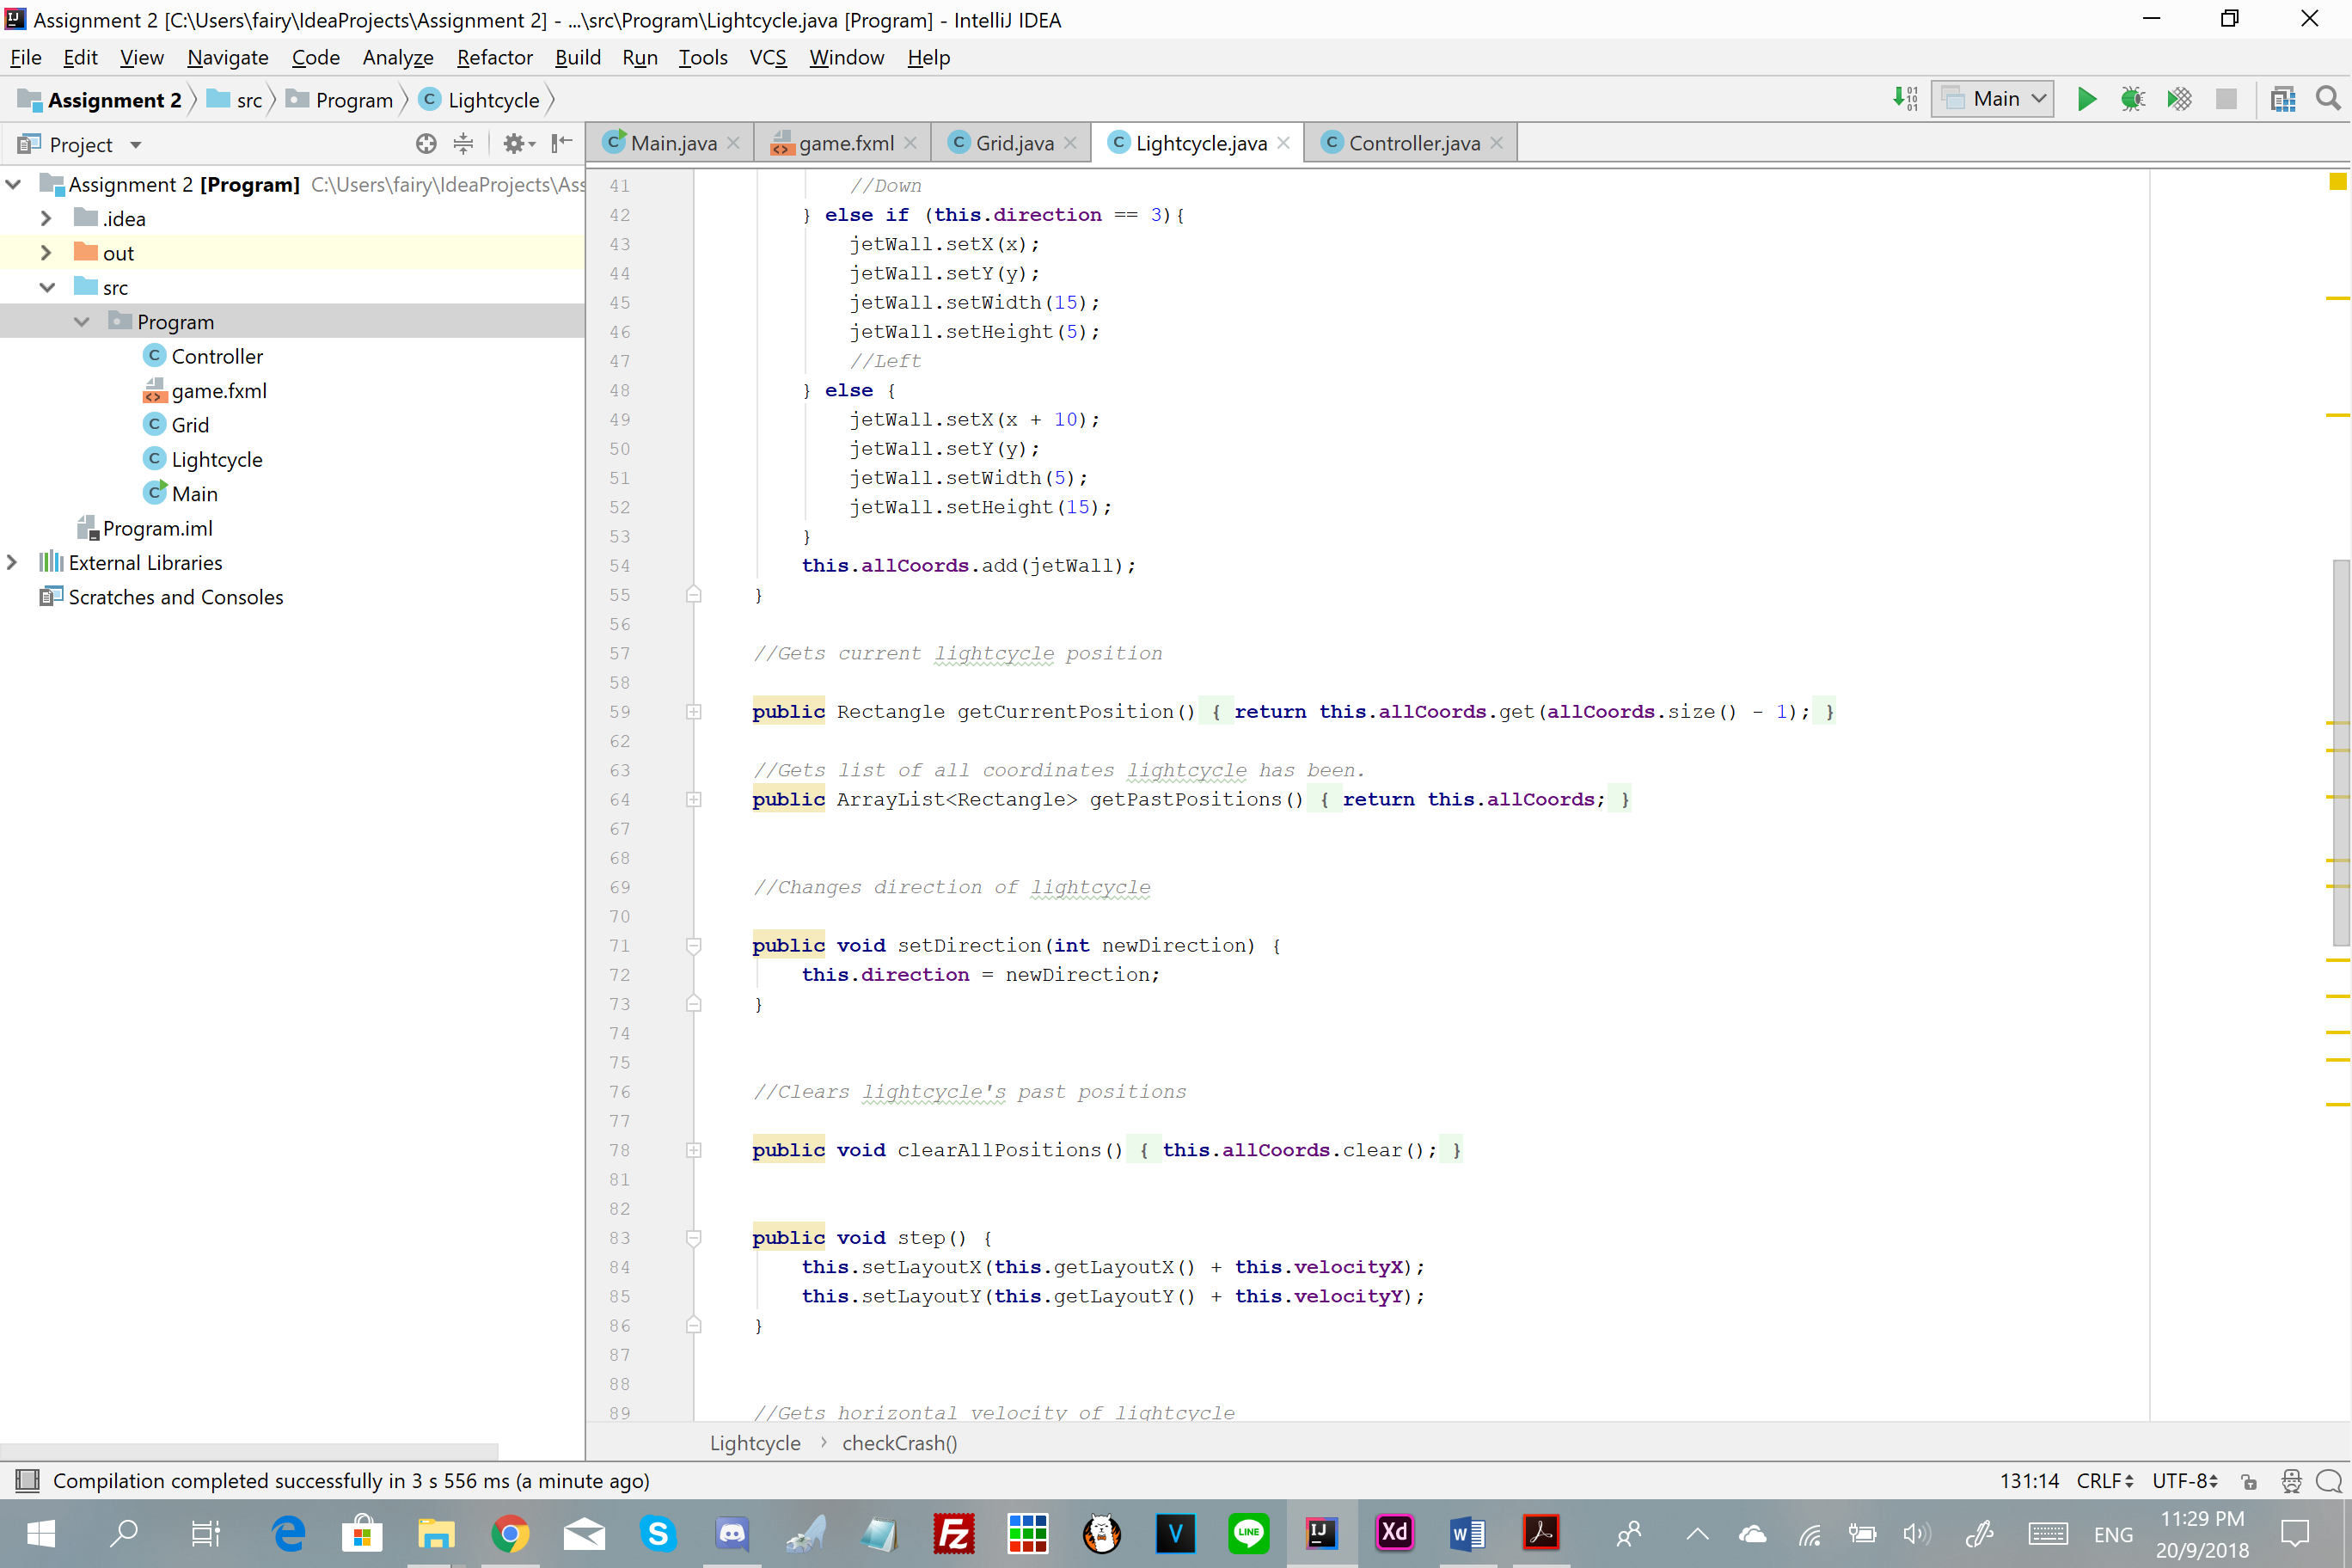 Assignment 2 [C:\Users\fairy\IdeaProjects\Assignment 2] - ...\src\Program\Lightcycle.java [Program] - IntelliJ IDEA
File Edit View Navigate Code Analyze Refactor Build Run Tools VCS Window Help
Assignment 2 src Program Lightcycle Main
Project
Main.java game.fxml Grid.java Lightcycle.java Controller.java
Assignment 2 [Program] C:\Users\fairy\IdeaProjects\Ass
.idea
out
src
Program
Controller
game.fxml
Grid
Lightcycle
Main
Program.iml
External Libraries
Scratches and Consoles
41 //Down
42 } else if (this.direction == 3){
43 jetWall.setX(x);
44 jetWall.setY(y);
45 jetWall.setWidth(15);
46 jetWall.setHeight(5);
47 //Left
48 } else {
49 jetWall.setX(x + 10);
50 jetWall.setY(y);
51 jetWall.setWidth(5);
52 jetWall.setHeight(15);
53 }
54 this.allCoords.add(jetWall);
55 }
56
57 //Gets current lightcycle position
58
59 public Rectangle getCurrentPosition() { return this.allCoords.get(allCoords.size() - 1); }
62
63 //Gets list of all coordinates lightcycle has been.
64 public ArrayList<Rectangle> getPastPositions() { return this.allCoords; }
67
68
69 //Changes direction of lightcycle
70
71 public void setDirection(int newDirection) {
72 this.direction = newDirection;
73 }
74
75
76 //Clears lightcycle's past positions
77
78 public void clearAllPositions() { this.allCoords.clear(); }
81
82
83 public void step() {
84 this.setLayoutX(this.getLayoutX() + this.velocityX);
85 this.setLayoutY(this.getLayoutY() + this.velocityY);
86 }
87
88
89 //Gets horizontal velocity of lightcycle
Lightcycle › checkCrash()
Compilation completed successfully in 3 s 556 ms (a minute ago) 131:14 CRLF UTF-8
ENG 11:29 PM
20/9/2018